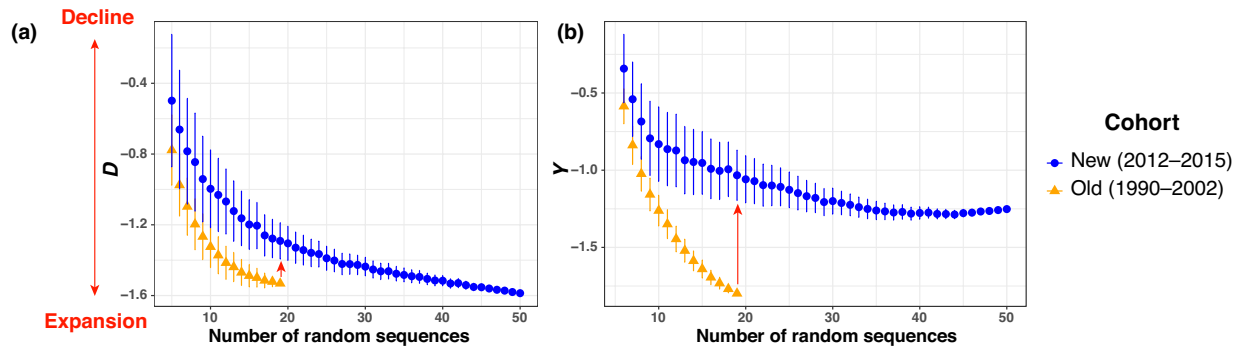 Decline
(a)
−0.4
−0.8
−1.2
−1.6
D
10
20
30
40
50
Number of random sequences
Expansion
(b)
−0.5
−1.0
−1.5
Y
10
20
30
40
50
Number of random sequences
Cohort
New (2012−2015)
Old (1990−2002)